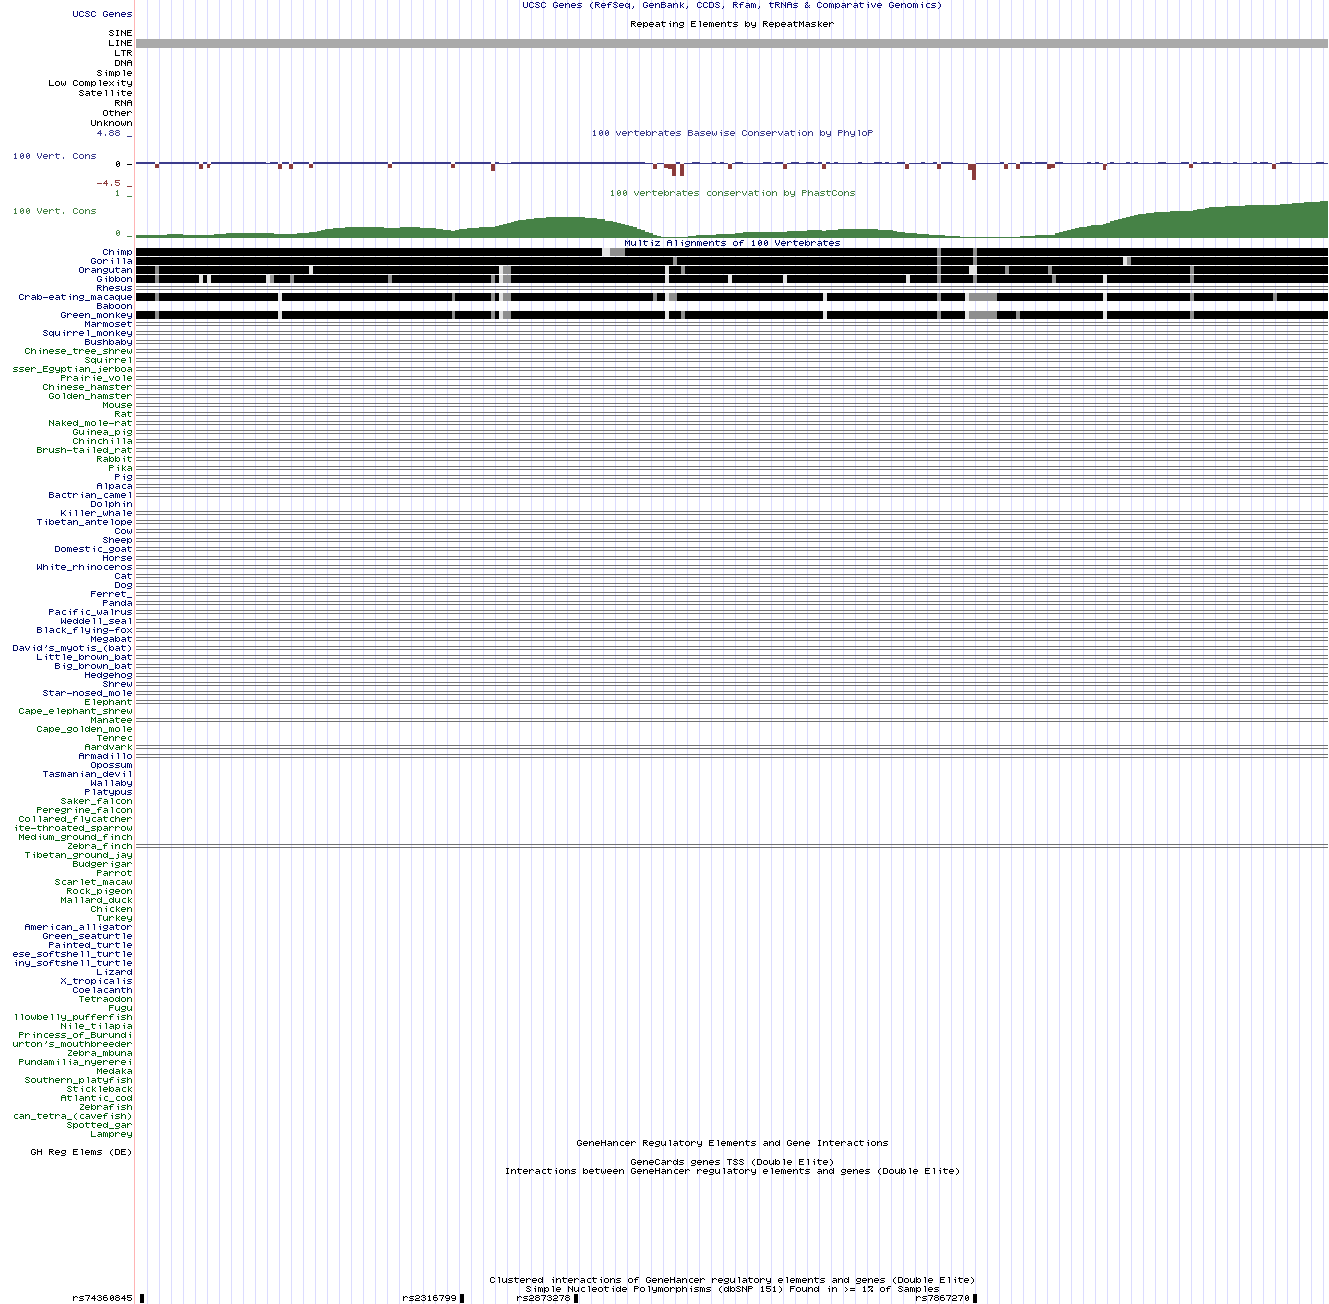 UCSC Genes (RefSeq, GenBank, CCDS, Rfam, tRNAs & Comparative Genomics)
UCSC Genes
Repeating Elements by RepeatMasker
SINE
LINE
LTR
DNA
Simple
Low Complexity
Satellite
RNA
Other
Unknown
4.88 _
100 vertebrates Basewise Conservation by PhyloP
100 Vert. Cons
0 _
-4.5 _
1 _
100 vertebrates conservation by PhastCons
100 Vert. Cons
0 _
Multiz Alignments of 100 Vertebrates
Chimp
Gorilla
Orangutan
Gibbon
Rhesus
Crab-eating_macaque
Baboon
Green_monkey
Marmoset
Squirrel_monkey
Bushbaby
Chinese_tree_shrew
Squirrel
sser_Egyptian_jerboa
Prairie_vole
Chinese_hamster
Golden_hamster
Mouse
Rat
Naked_mole-rat
Guinea_pig
Chinchilla
Brush-tailed_rat
Rabbit
Pika
Pig
Alpaca
Bactrian_camel
Dolphin
Killer_whale
Tibetan_antelope
Cow
Sheep
Domestic_goat
Horse
White_rhinoceros
Cat
Dog
Ferret_
Panda
Pacific_walrus
Weddell_seal
Black_flying-fox
Megabat
David's_myotis_(bat)
Little_brown_bat
Big_brown_bat
Hedgehog
Shrew
Star-nosed_mole
Elephant
Cape_elephant_shrew
Manatee
Cape_golden_mole
Tenrec
Aardvark
Armadillo
Opossum
Tasmanian_devil
Wallaby
Platypus
Saker_falcon
Peregrine_falcon
Collared_flycatcher
ite-throated_sparrow
Medium_ground_finch
Zebra_finch
Tibetan_ground_jay
Budgerigar
Parrot
Scarlet_macaw
Rock_pigeon
Mallard_duck
Chicken
Turkey
American_alligator
Green_seaturtle
Painted_turtle
ese_softshell_turtle
iny_softshell_turtle
Lizard
X_tropicalis
Coelacanth
Tetraodon
Fugu
llowbelly_pufferfish
Nile_tilapia
Princess_of_Burundi
urton's_mouthbreeder
Zebra_mbuna
Pundamilia_nyererei
Medaka
Southern_platyfish
Stickleback
Atlantic_cod
Zebrafish
can_tetra_(cavefish)
Spotted_gar
Lamprey
GeneHancer Regulatory Elements and Gene Interactions
GH Reg Elems (DE)
GeneCards genes TSS (Double Elite)
Interactions between GeneHancer regulatory elements and genes (Double Elite)
Clustered interactions of GeneHancer regulatory elements and genes (Double Elite)
Simple Nucleotide Polymorphisms (dbSNP 151) Found in >= 1% of Samples
rs74360845 rs2316799 rs2873278 rs7867270